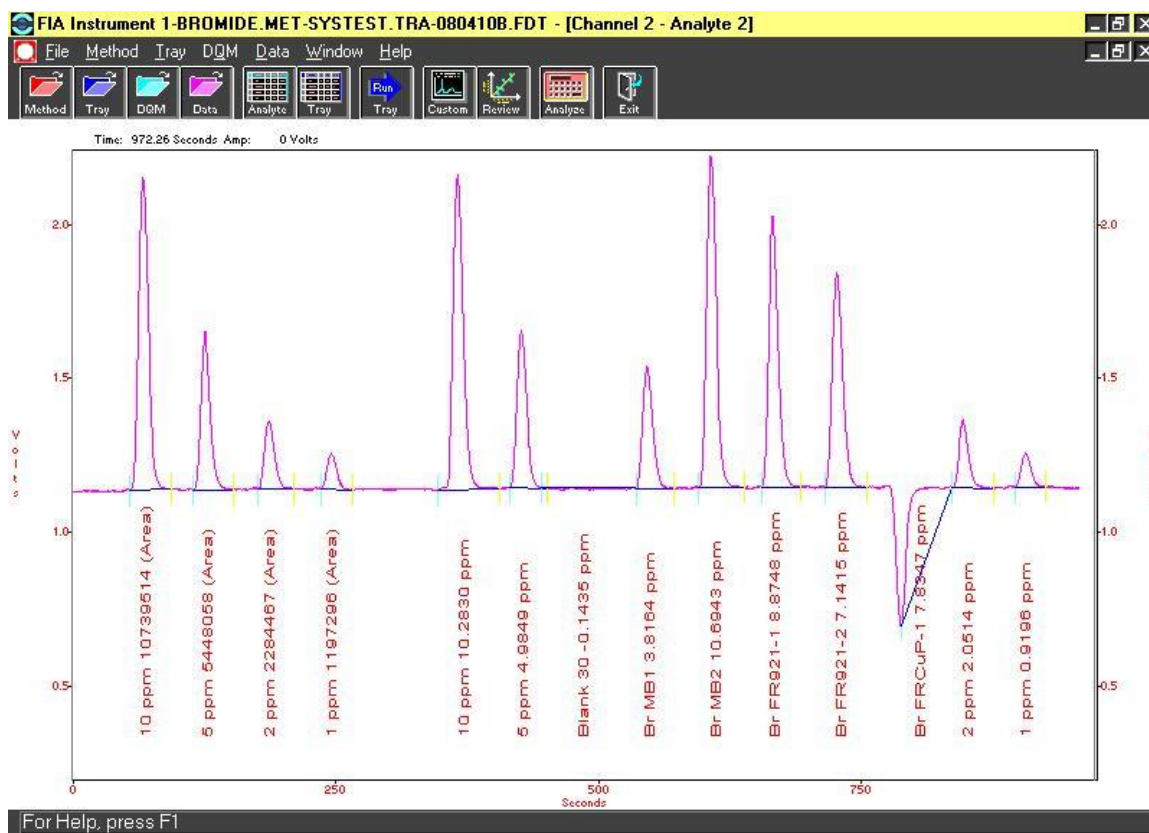 FIA Instrument 1-BROMIDE.MET-SYSTEST.TRA-080410B.FDT - [Channel 2 - Analyte 2]
File Method Tray DQM Data Window Help
Method Tray DQM Data Analyte Tray Run Tray Custom Review Analyze Exit
Time: 972.26 Seconds Amp: 0 Volts
2.0
1.5
1.0
0.5
Volts
2.0
1.5
1.0
0.5
10 ppm 10739514 (Area)
5 ppm 5448058 (Area)
2 ppm 2284467 (Area)
1 ppm 1197296 (Area)
10 ppm 10.2830 ppm
5 ppm 4.9849 ppm
Blank 30 -0.1435 ppm
Br MB1 3.8164 ppm
Br MB2 10.6943 ppm
Br FR921-1 8.8748 ppm
Br FR921-2 7.1415 ppm
Br FRCuP-1 7.8347 ppm
2 ppm 2.0514 ppm
1 ppm 0.9196 ppm
0 250 500 750
Seconds
For Help, press F1